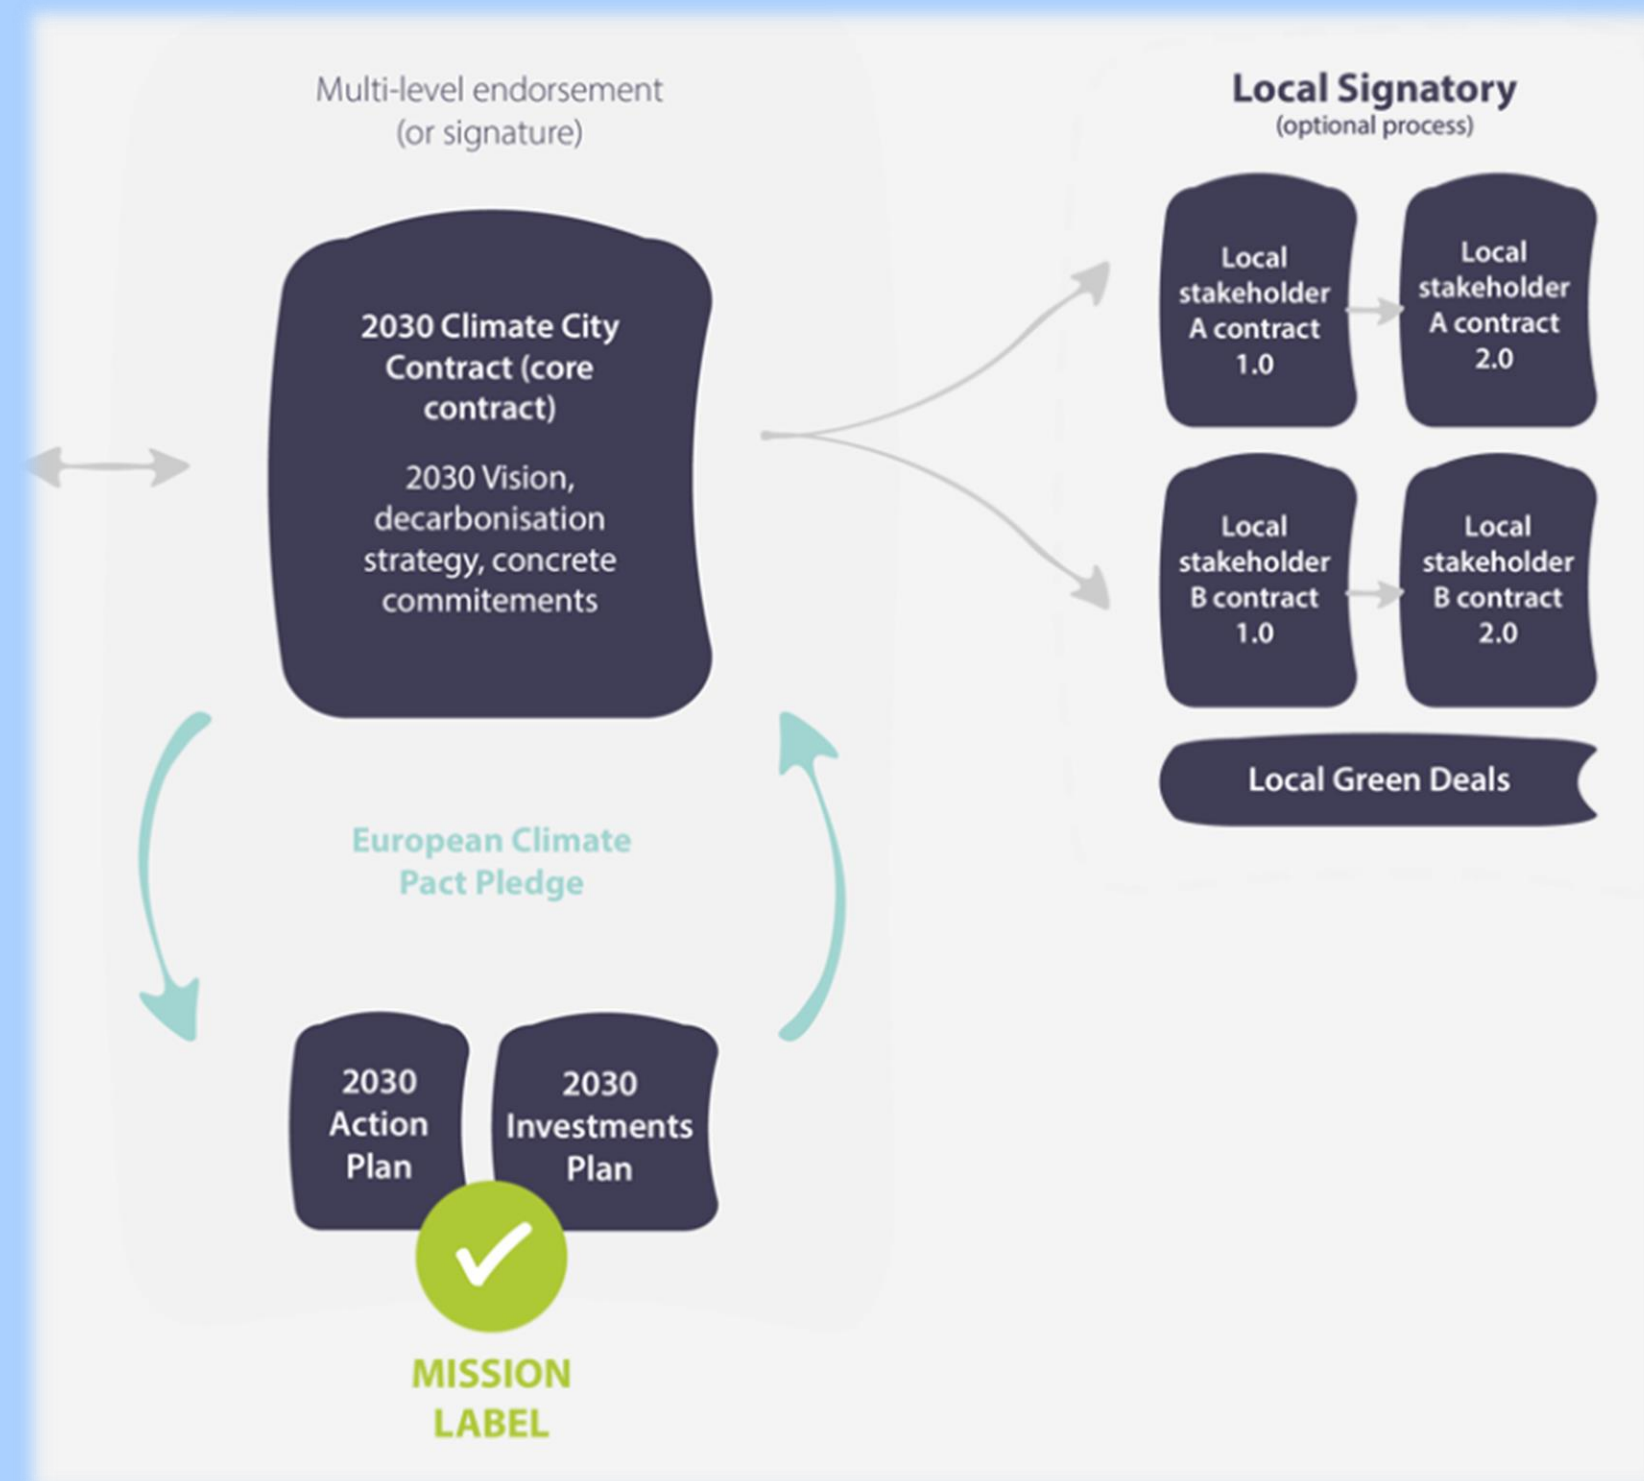 Multi-level endorsement
(or signature)
2030 Climate City
Contract (core
contract)
2030 Vision,
decarbonisation
strategy, concrete
commitements
European Climate
Pact Pledge
2030
Action
Plan
2030
Investments
Plan
MISSION
LABEL
Local Signatory
(optional process)
Local
stakeholder
A contract
1.0
Local
stakeholder
A contract
2.0
Local
stakeholder
B contract
1.0
Local
stakeholder
B contract
2.0
Local Green Deals